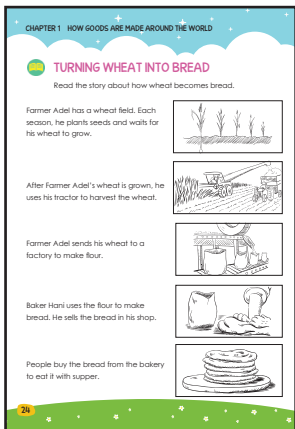 CHAPTER 1 HOW GOODS ARE MADE AROUND THE WORLD
TURNING WHEAT INTO BREAD
Read the story about how wheat becomes bread.
Farmer Adel has a wheat field. Each
season, he plants seeds and waits for
his wheat to grow.
After Farmer Adel's wheat is grown, he
uses his tractor to harvest the wheat.
Farmer Adel sends his wheat to a
factory to make flour.
Baker Hani uses the flour to make
bread. He sells the bread in his shop.
People buy the bread from the bakery
to eat it with supper.
24